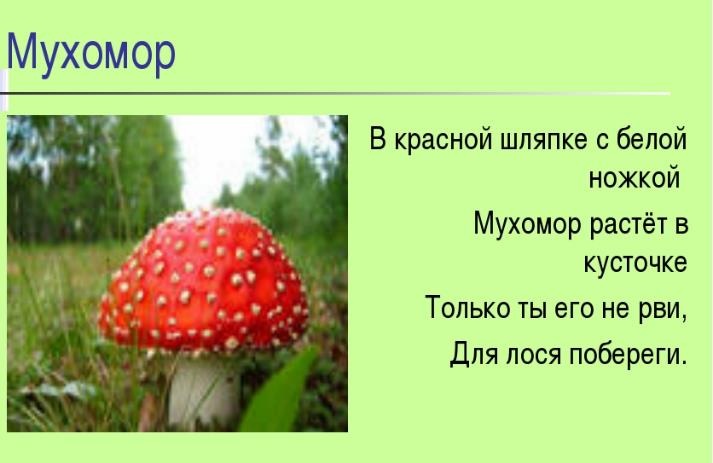 Мухомор
В красной шляпке с белой
ножкой
Мухомор растёт в
кусточке
Только ты его не рви,
Для лося побереги.